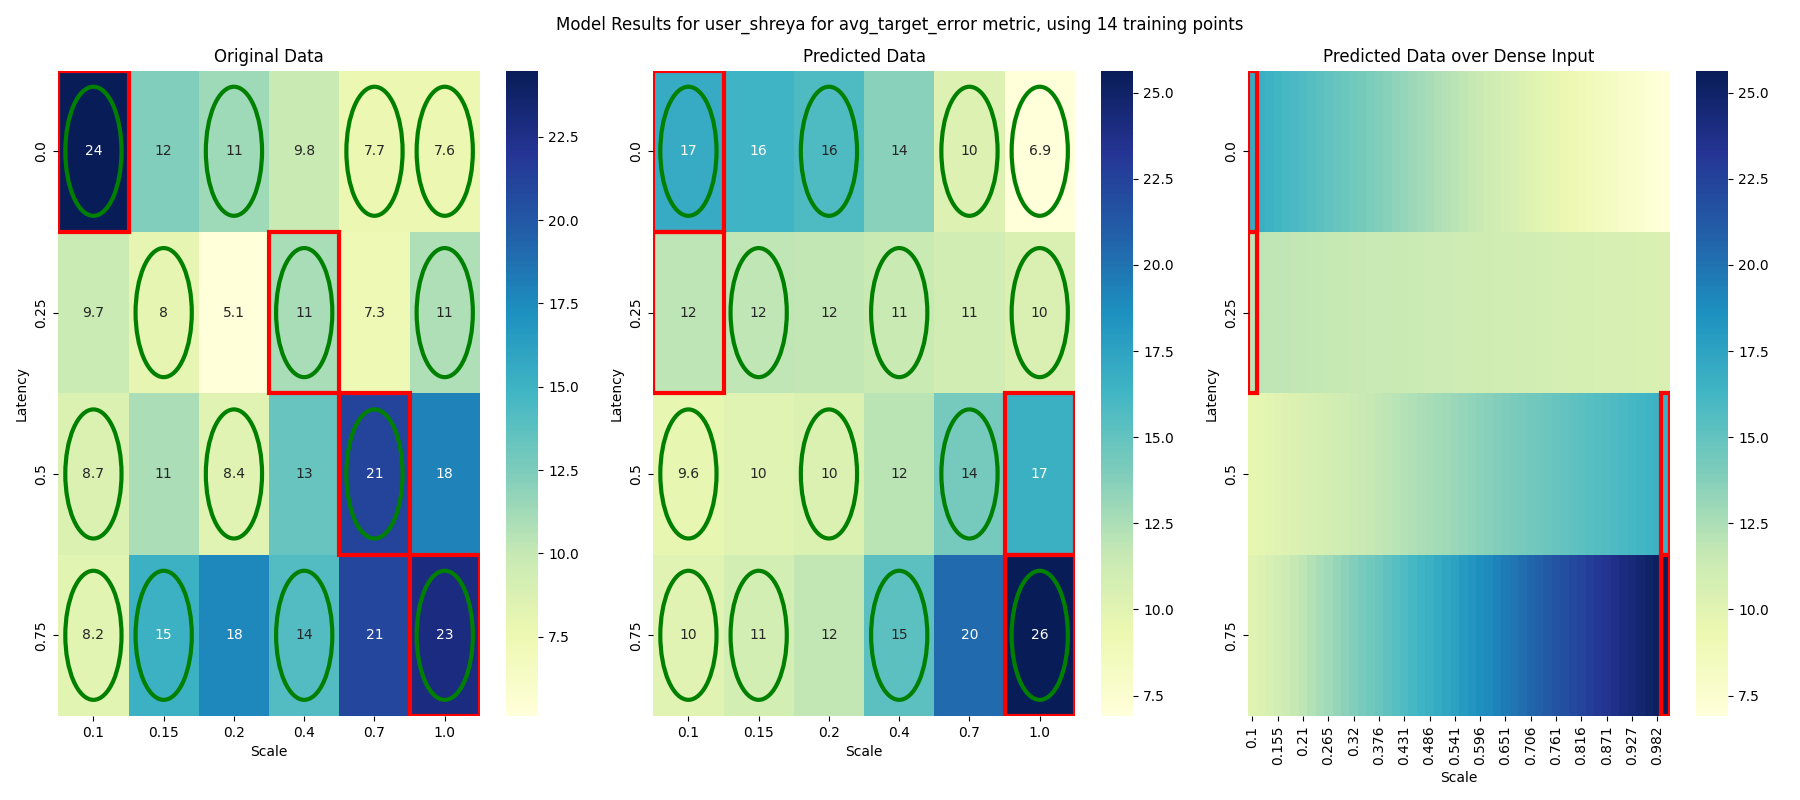 Model Results for user_shreya for avg_target_error metric, using 14 training points
Original Data
Latency
0.0
24 12 11 9.8 7.7 7.6
0.25
9.7 8 5.1 11 7.3 11
0.5
8.7 11 8.4 13 21 18
0.75
8.2 15 18 14 21 23
0.1 0.15 0.2 0.4 0.7 1.0
Scale
22.5
20.0
17.5
15.0
12.5
10.0
7.5
Predicted Data
Latency
0.0
17 16 16 14 10 6.9
0.25
12 12 12 11 11 10
0.5
9.6 10 10 12 14 17
0.75
10 11 12 15 20 26
0.1 0.15 0.2 0.4 0.7 1.0
Scale
25.0
22.5
20.0
17.5
15.0
12.5
10.0
7.5
Predicted Data over Dense Input
Latency
0.0
0.25
0.5
0.75
0.1 0.155 0.21 0.265 0.32 0.376 0.431 0.486 0.541 0.596 0.651 0.706 0.761 0.816 0.871 0.927 0.982
Scale
25.0
22.5
20.0
17.5
15.0
12.5
10.0
7.5